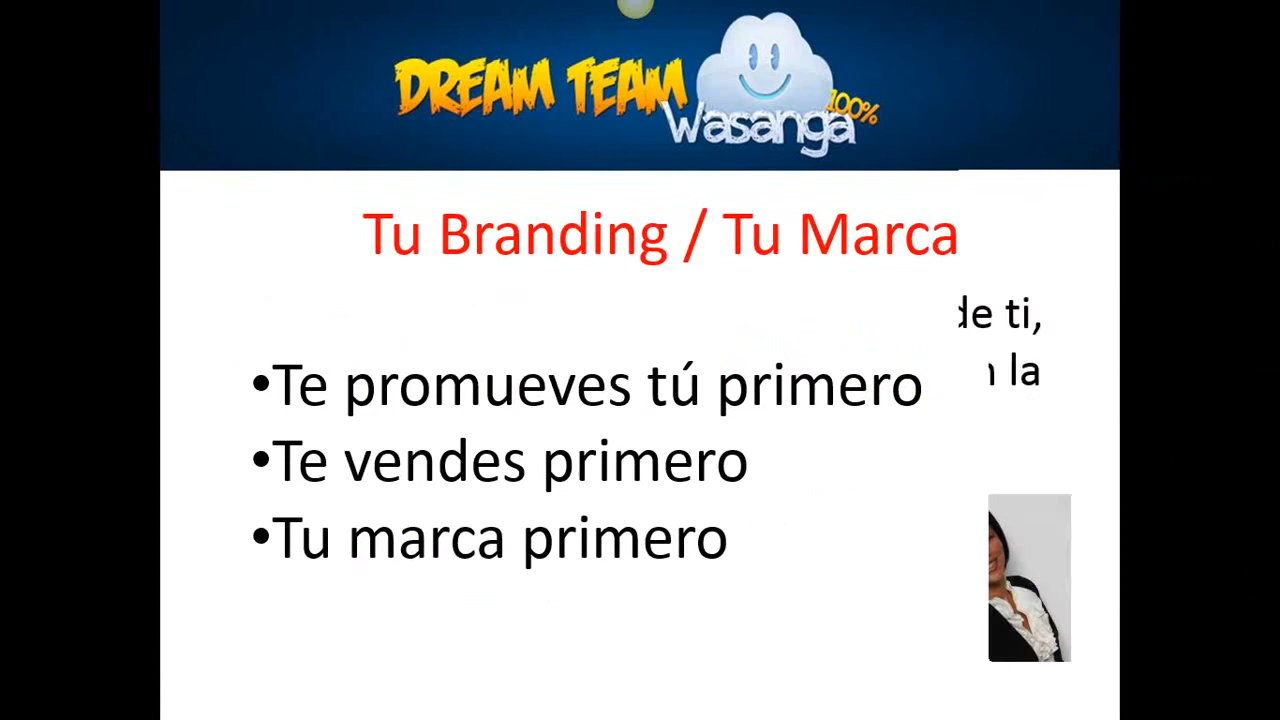 DREAM TEAM
Wasanga
100%
Tu Branding / Tu Marca
de ti,
la
•Te promueves tú primero
•Te vendes primero
•Tu marca primero